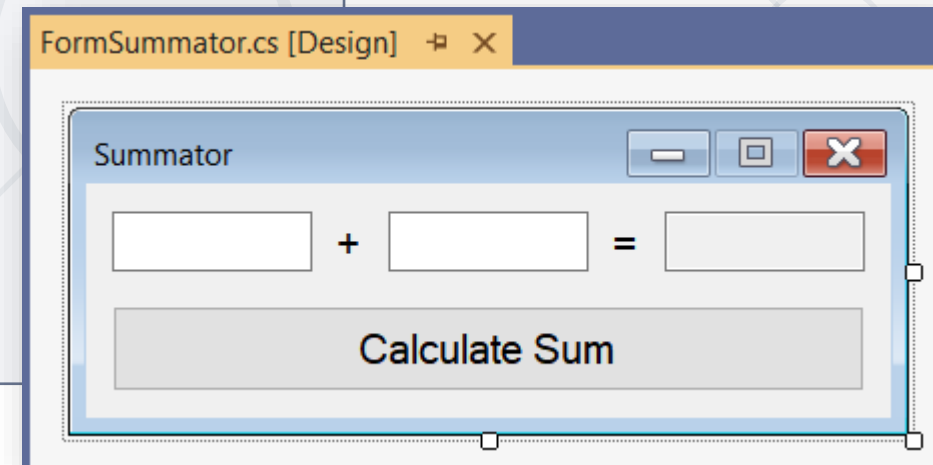 FormSummator.cs [Design]
Summator
+ =
Calculate Sum